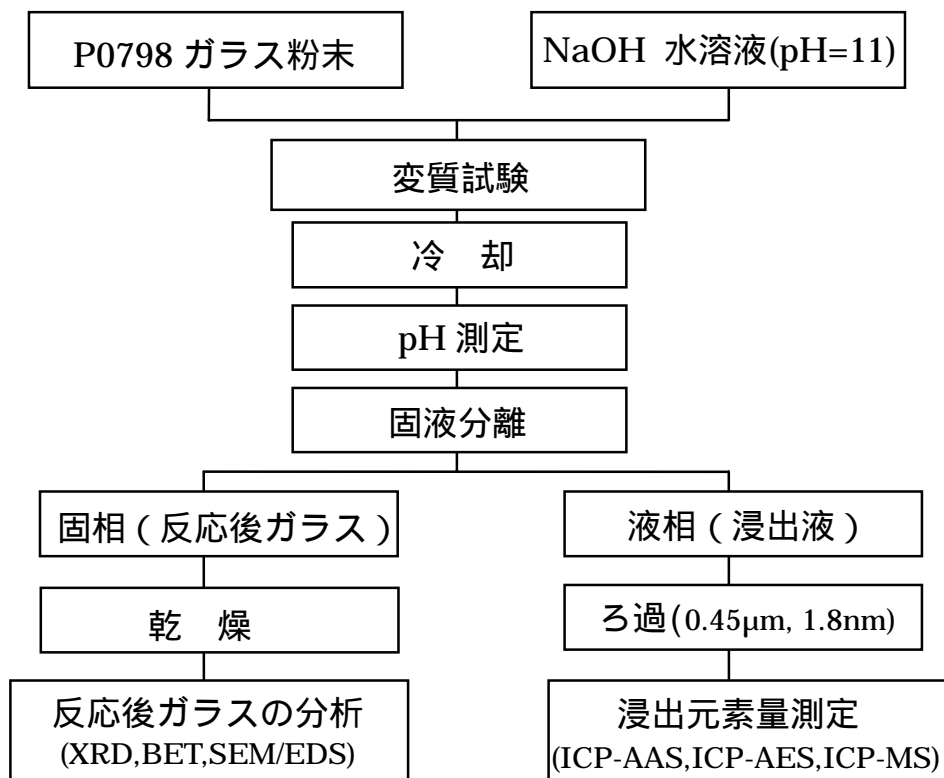 P0798 ガラス粉末
NaOH 水溶液(pH=11)
変質試験
冷 却
pH 測定
固液分離
固相（反応後ガラス）
液相（浸出液）
乾 燥
ろ過(0.45μm, 1.8nm)
反応後ガラスの分析
(XRD,BET,SEM/EDS)
浸出元素量測定
(ICP-AAS,ICP-AES,ICP-MS)